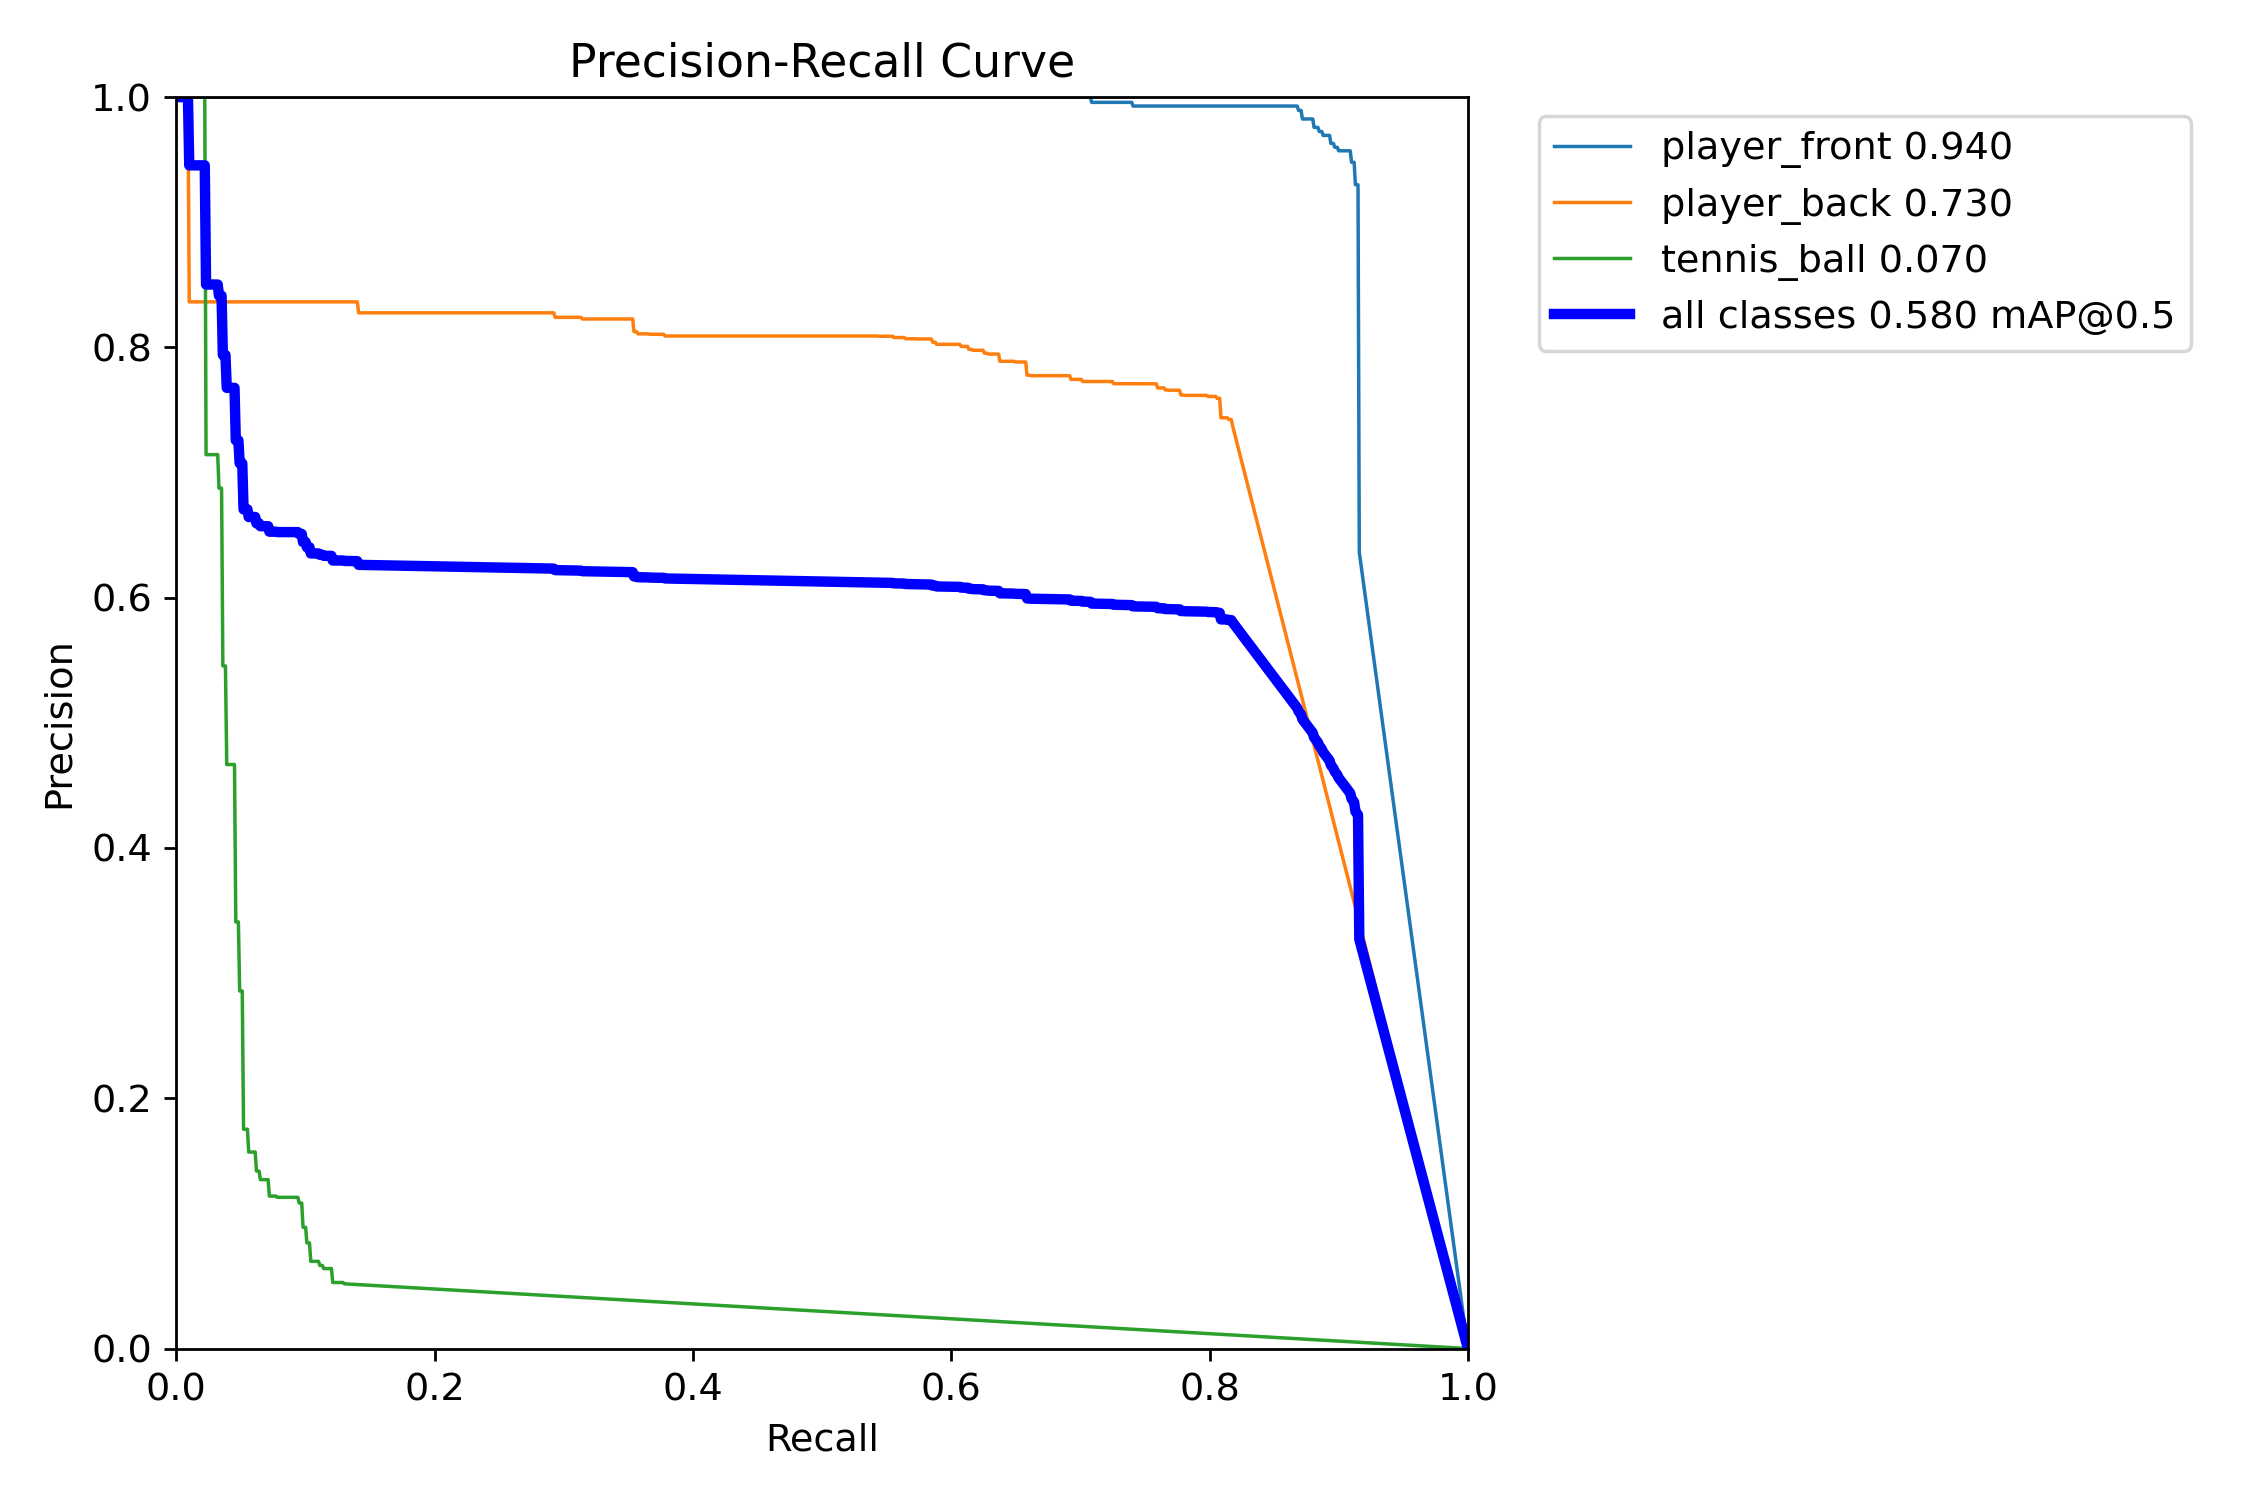 Precision-Recall Curve
1.0
0.8
0.6
0.4
0.2
0.0
Precision
0.0 0.2 0.4 0.6 0.8 1.0
Recall
player_front 0.940
player_back 0.730
tennis_ball 0.070
all classes 0.580 mAP@0.5